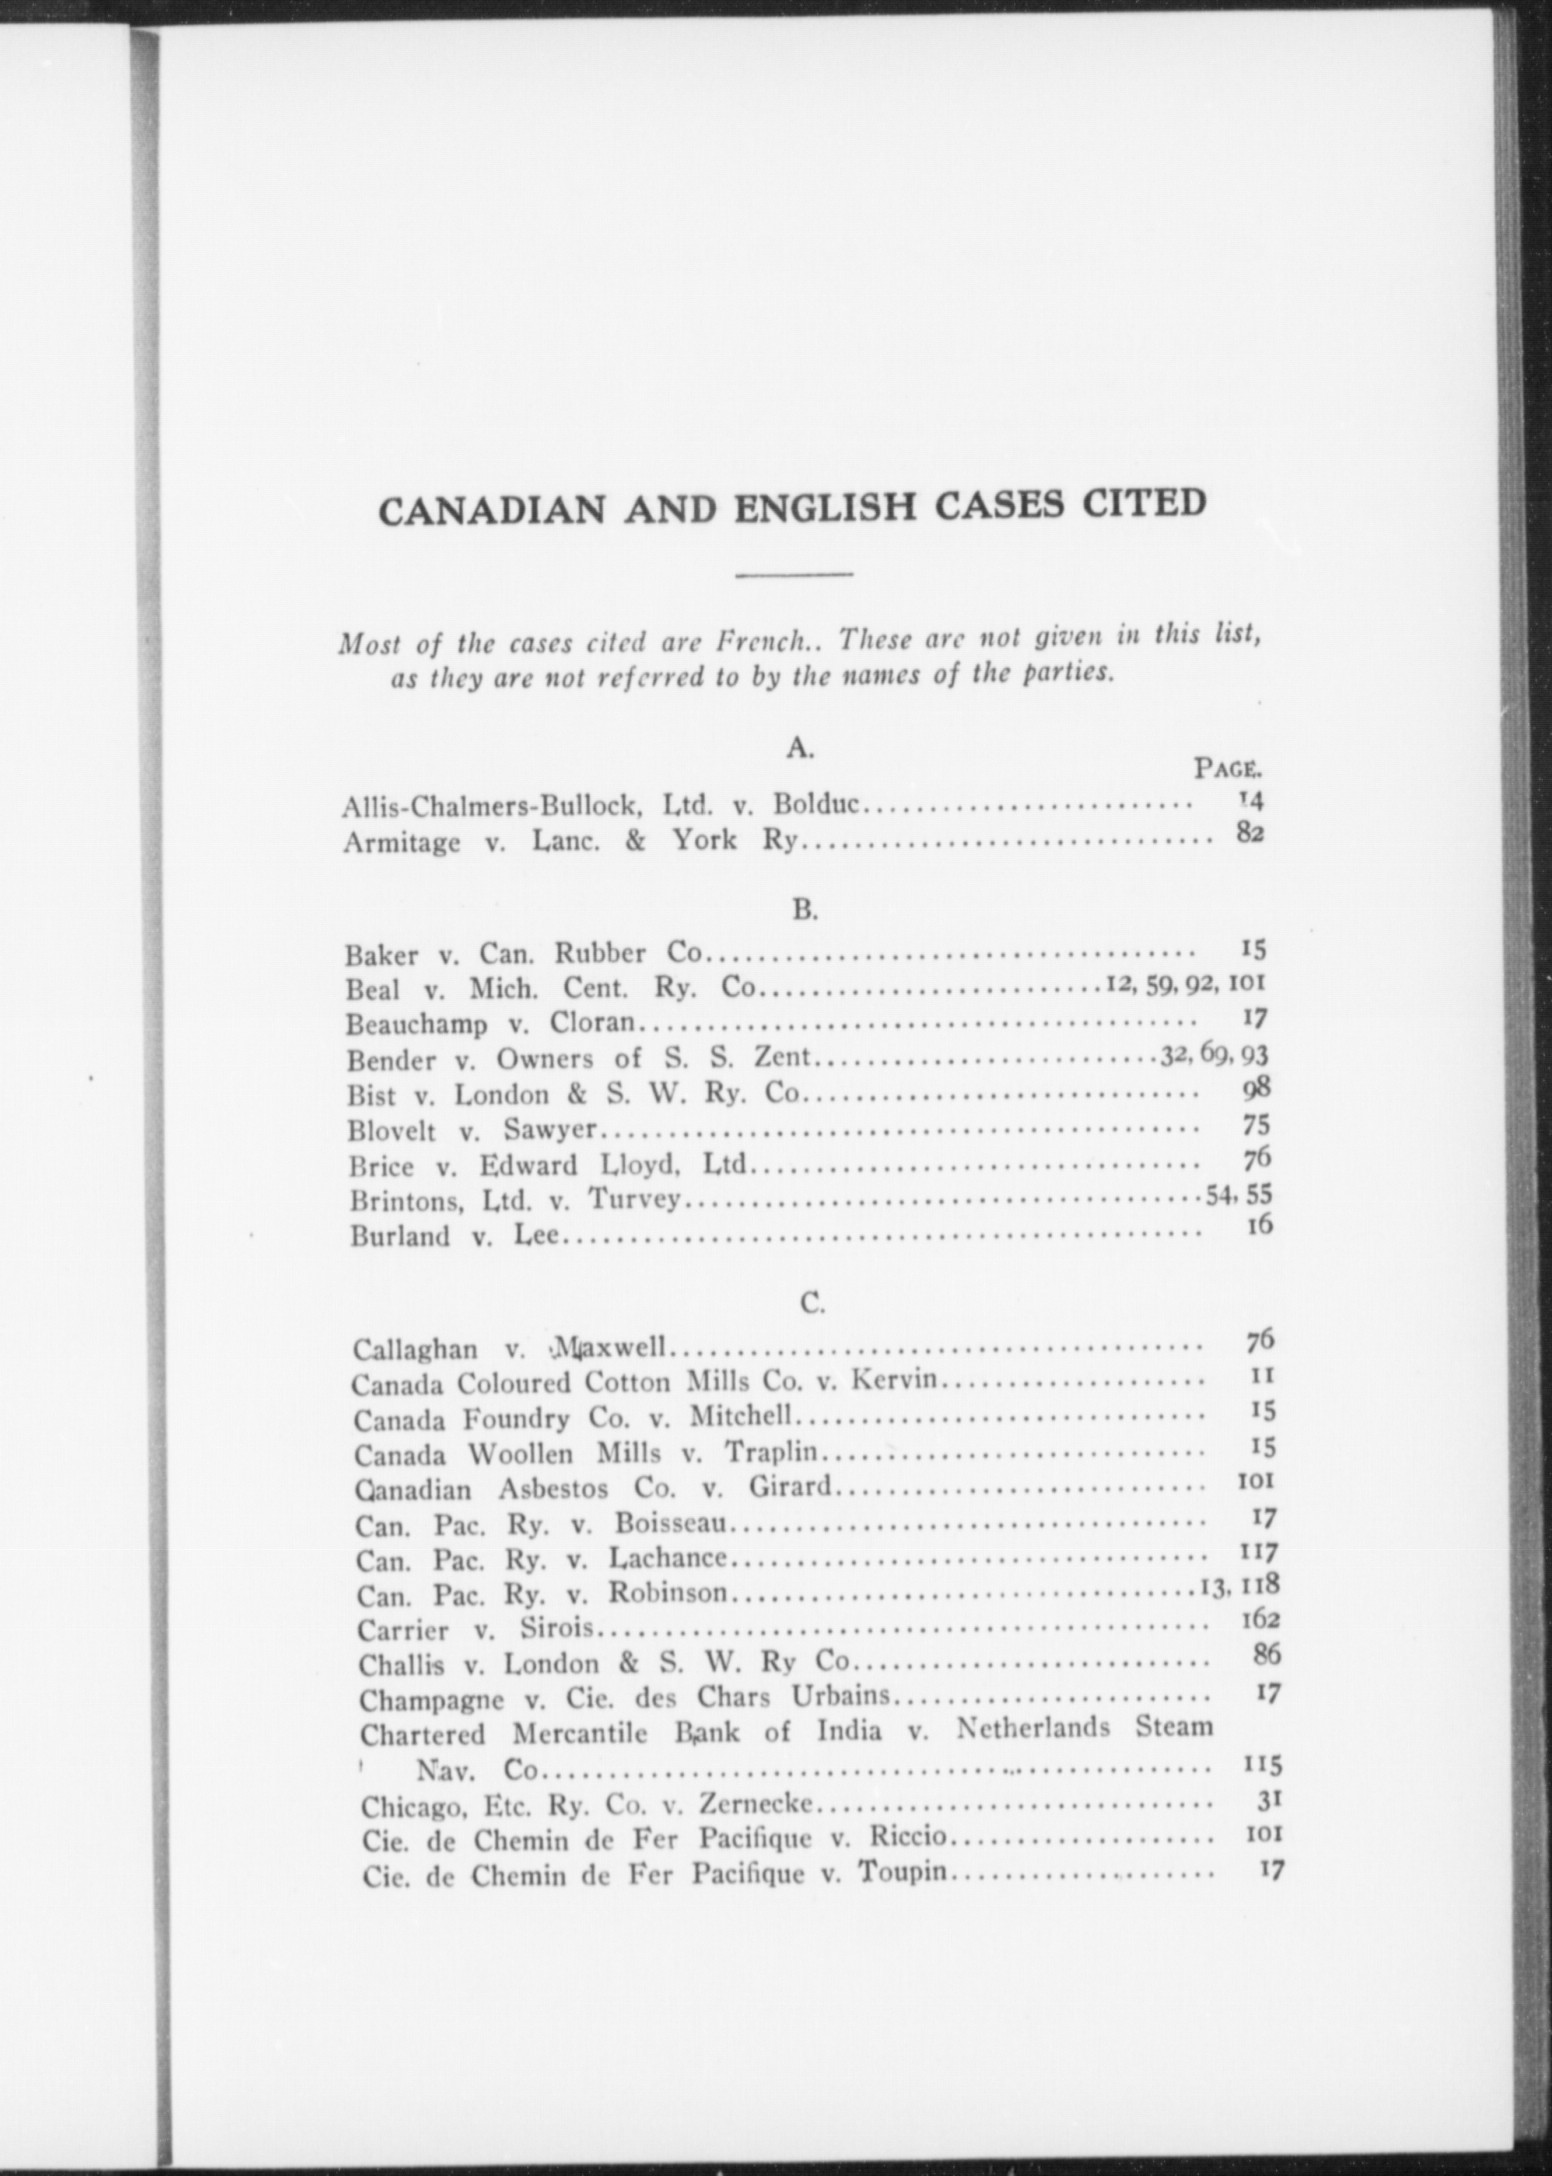 CANADIAN AND ENGLISH CASES CITED
Most of the cases cited are French.. These are not given in this list,
as they are not referred to by the names of the parties.
A.
PAGE.
Allis-Chalmers-Bullock, Ltd. v. Bolduc......................... 14
Armitage v. Lanc. & York Ry............................... 82
B.
Baker v. Can. Rubber Co..................................... 15
Beal v. Mich. Cent. Ry. Co..........................12, 59, 92, 101
Beauchamp v. Cloran.......................................... 17
Bender v. Owners of S. S. Zent..........................32, 69, 93
Bist v. London & S. W. Ry. Co.............................. 98
Blovelt v. Sawyer............................................. 75
Brice v. Edward Lloyd, Ltd.................................. 76
Brintons, Ltd. v. Turvey.......................................54, 55
Burland v. Lee................................................ 16
C.
Callaghan v. Maxwell........................................ 76
Canada Coloured Cotton Mills Co. v. Kervin.................... 11
Canada Foundry Co. v. Mitchell............................... 15
Canada Woollen Mills v. Traplin............................. 15
Canadian Asbestos Co. v. Girard............................ 101
Can. Pac. Ry. v. Boisseau.................................... 17
Can. Pac. Ry. v. Lachance.................................... 117
Can. Pac. Ry. v. Robinson...................................13, 118
Carrier v. Sirois.............................................. 162
Challis v. London & S. W. Ry Co........................... 86
Champagne v. Cie. des Chars Urbains........................ 17
Chartered Mercantile Bank of India v. Netherlands Steam
Nav. Co.................................................. 115
Chicago, Etc. Ry. Co. v. Zernecke.............................. 31
Cie. de Chemin de Fer Pacifique v. Riccio.................... 101
Cie. de Chemin de Fer Pacifique v. Toupin.................... 17